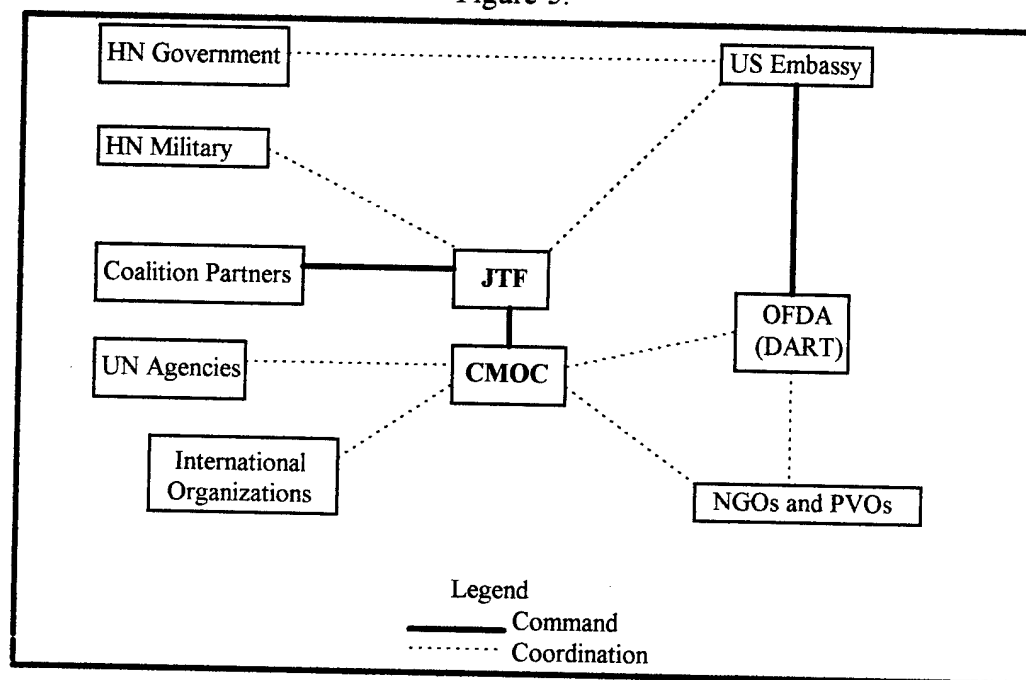 Figure 3.
HN Government
US Embassy
HN Military
Coalition Partners
JTF
OFDA
(DART)
UN Agencies
CMOC
International
Organizations
NGOs and PVOs
Legend
Command
Coordination